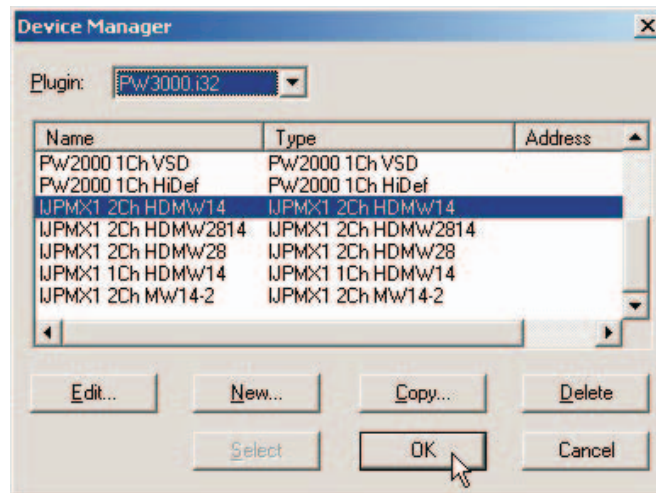 Device Manager
Plugin: PW3000.i32
Name Type Address
PW2000 1Ch VSD PW2000 1Ch VSD
PW2000 1Ch HiDef PW2000 1Ch HiDef
IJPMX1 2Ch HDMW14 IJPMX1 2Ch HDMW14
IJPMX1 2Ch HDMW2814 IJPMX1 2Ch HDMW2814
IJPMX1 2Ch HDMW28 IJPMX1 2Ch HDMW28
IJPMX1 1Ch HDMW14 IJPMX1 1Ch HDMW14
IJPMX1 2Ch MW14-2 IJPMX1 2Ch MW14-2
Edit... New... Copy... Delete
Select OK Cancel